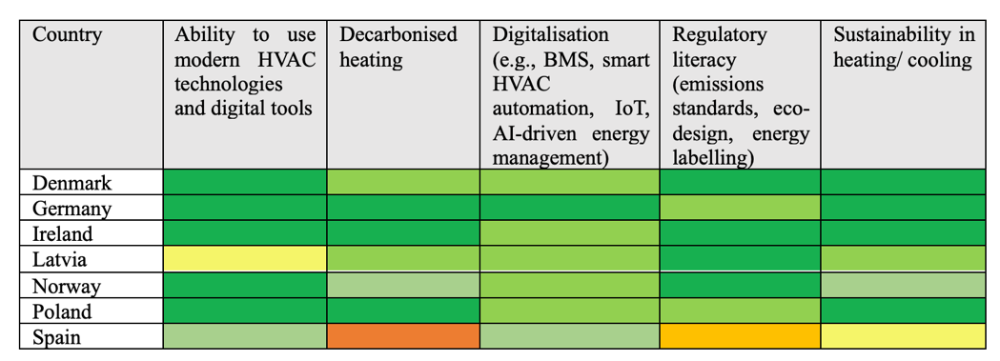 Country
Ability to use
modern HVAC
technologies
and digital tools
Decarbonised
heating
Digitalisation
(e.g., BMS, smart
HVAC
automation, IoT,
AI-driven energy
management)
Regulatory
literacy
(emissions
standards, eco-
design, energy
labelling)
Sustainability in
heating/ cooling
Denmark
Germany
Ireland
Latvia
Norway
Poland
Spain